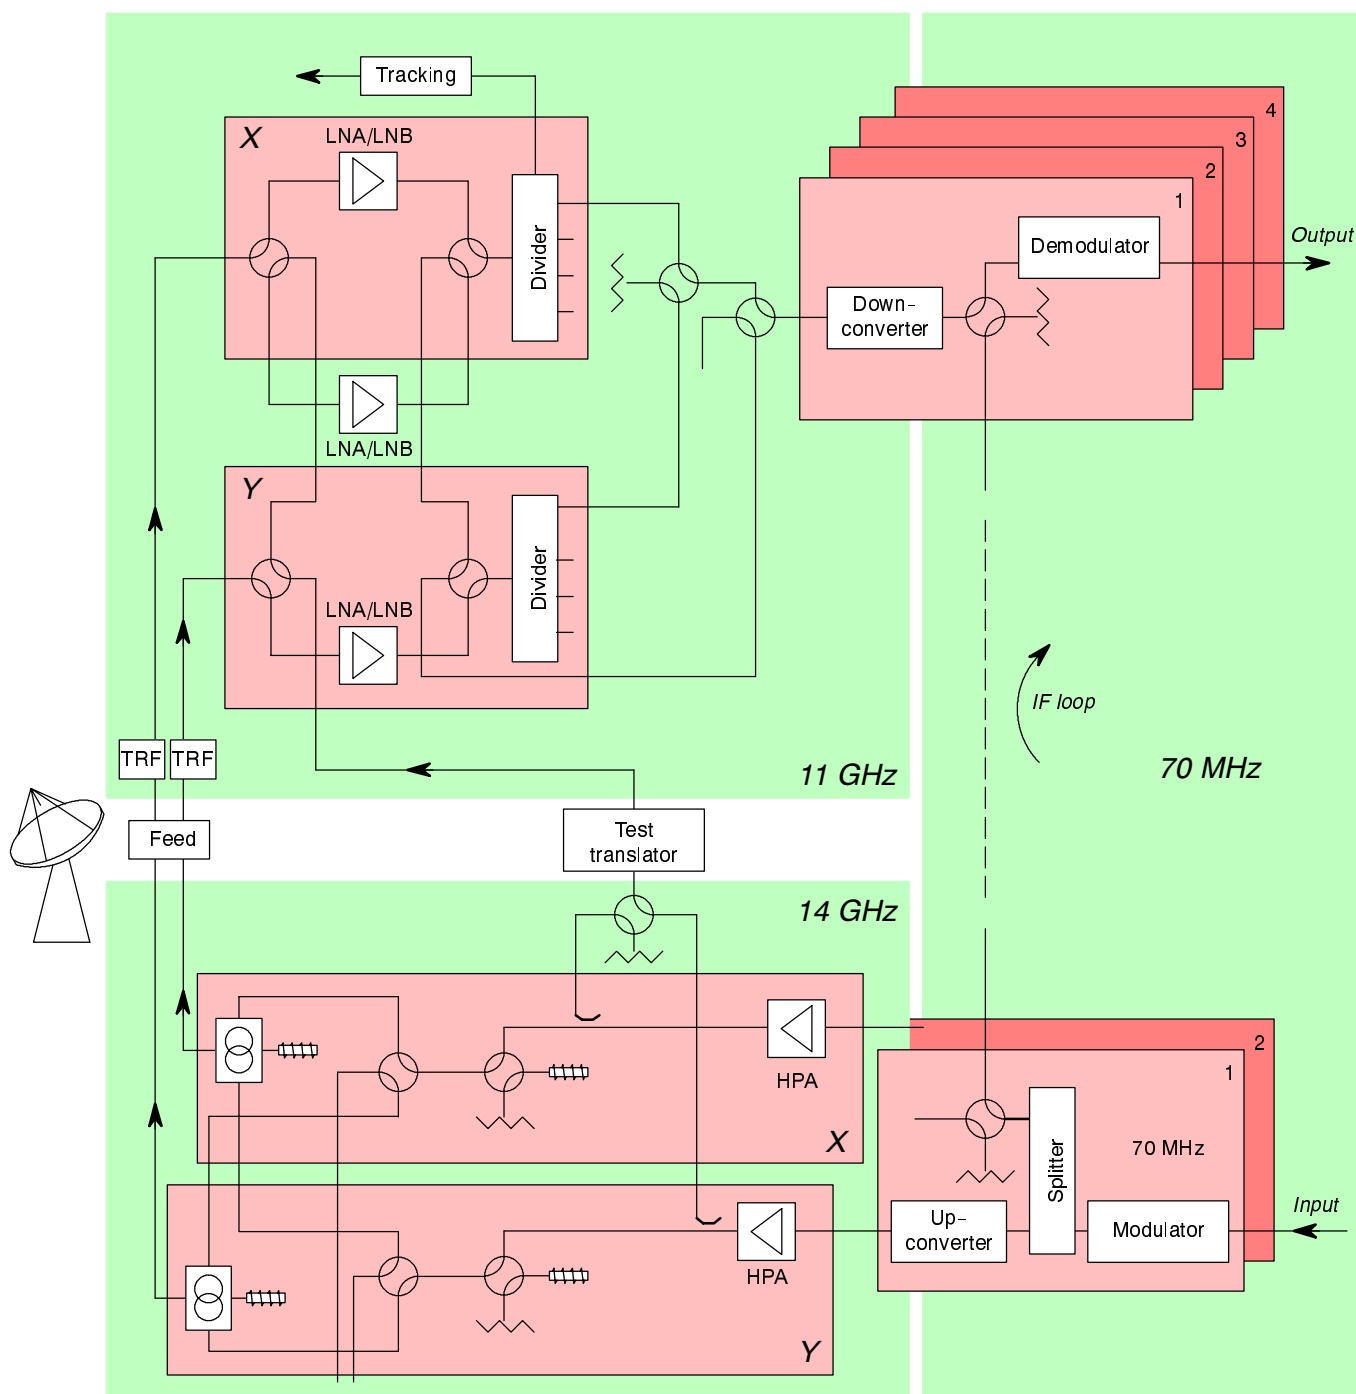 Tracking
X
LNA/LNB
Divider
LNA/LNB
Y
LNA/LNB
Divider
4
3
2
1
Demodulator
Output
Down-
converter
IF loop
11 GHz
70 MHz
TRF
TRF
Feed
Test
translator
14 GHz
HPA
X
HPA
Y
2
1
70 MHz
Splitter
Up-
converter
Modulator
Input